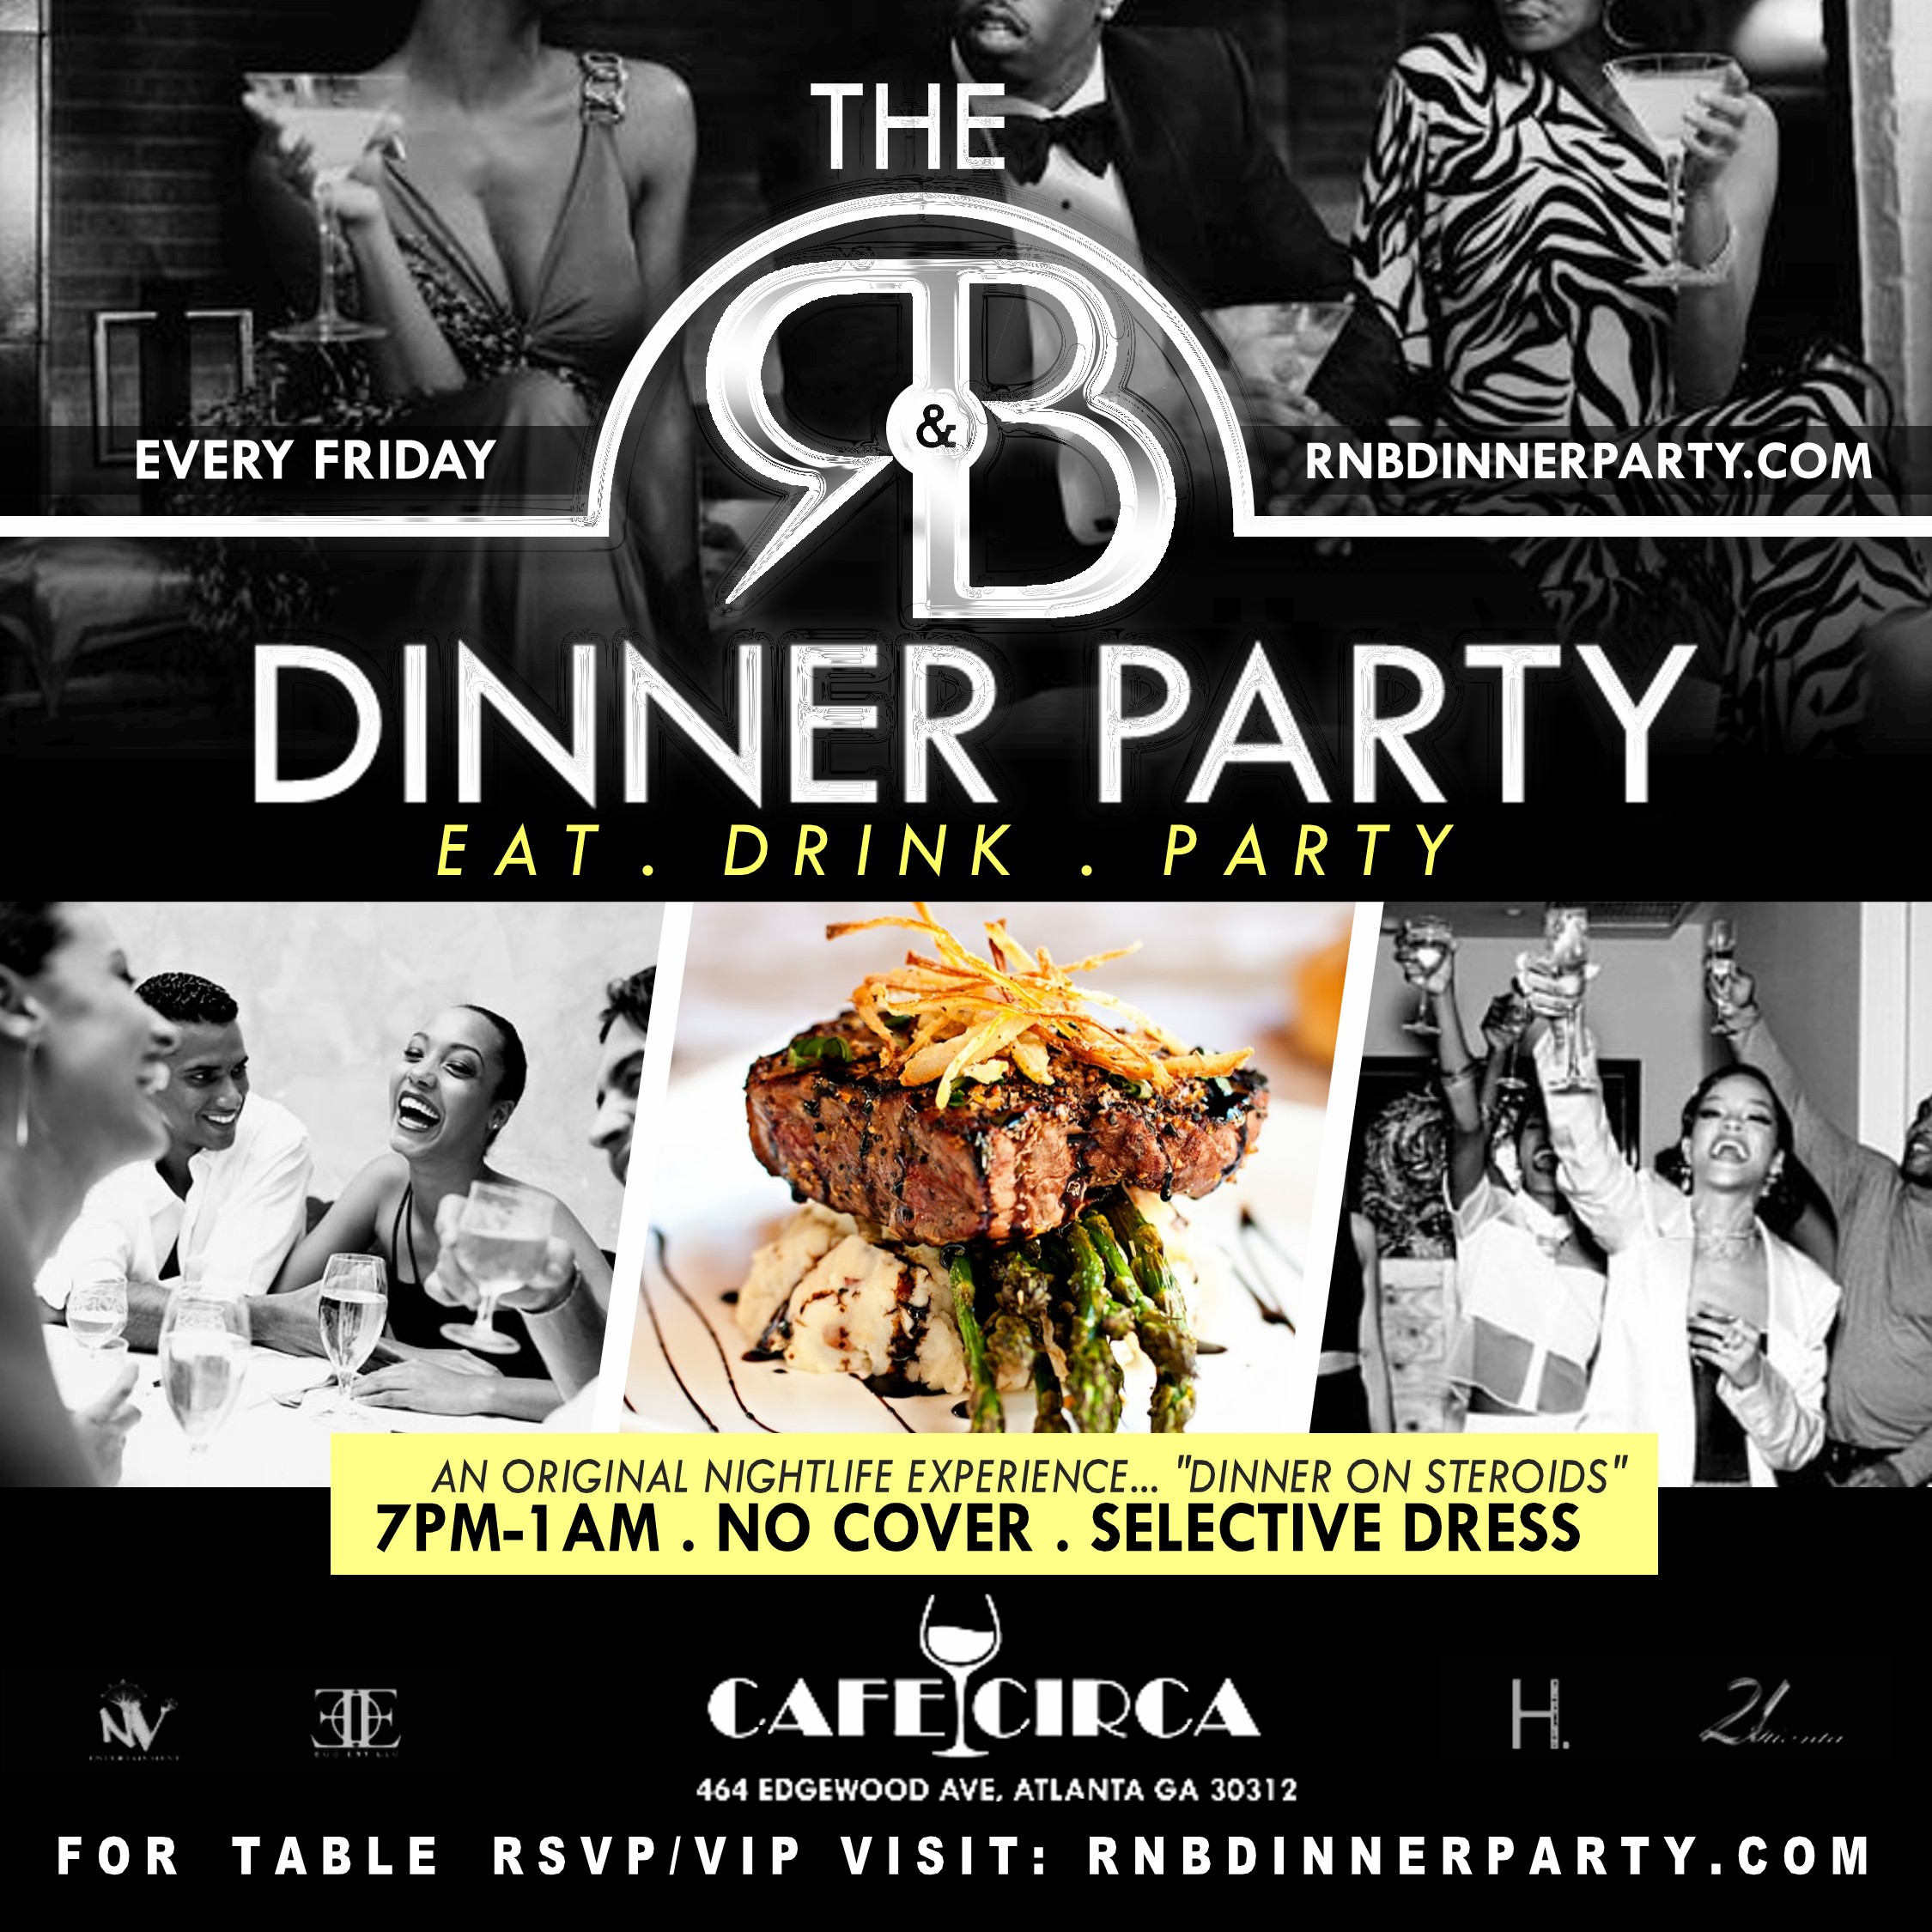 THE
R&B
EVERY FRIDAY
RNBDINNERPARTY.COM
DINNER PARTY
EAT . DRINK . PARTY
AN ORIGINAL NIGHTLIFE EXPERIENCE... "DINNER ON STEROIDS"
7PM-1AM . NO COVER . SELECTIVE DRESS
CAFE CIRCA
NV
ENTERTAINMENT
H.
464 EDGEWOOD AVE, ATLANTA GA 30312
FOR TABLE RSVP/VIP VISIT: RNBDINNERPARTY.COM